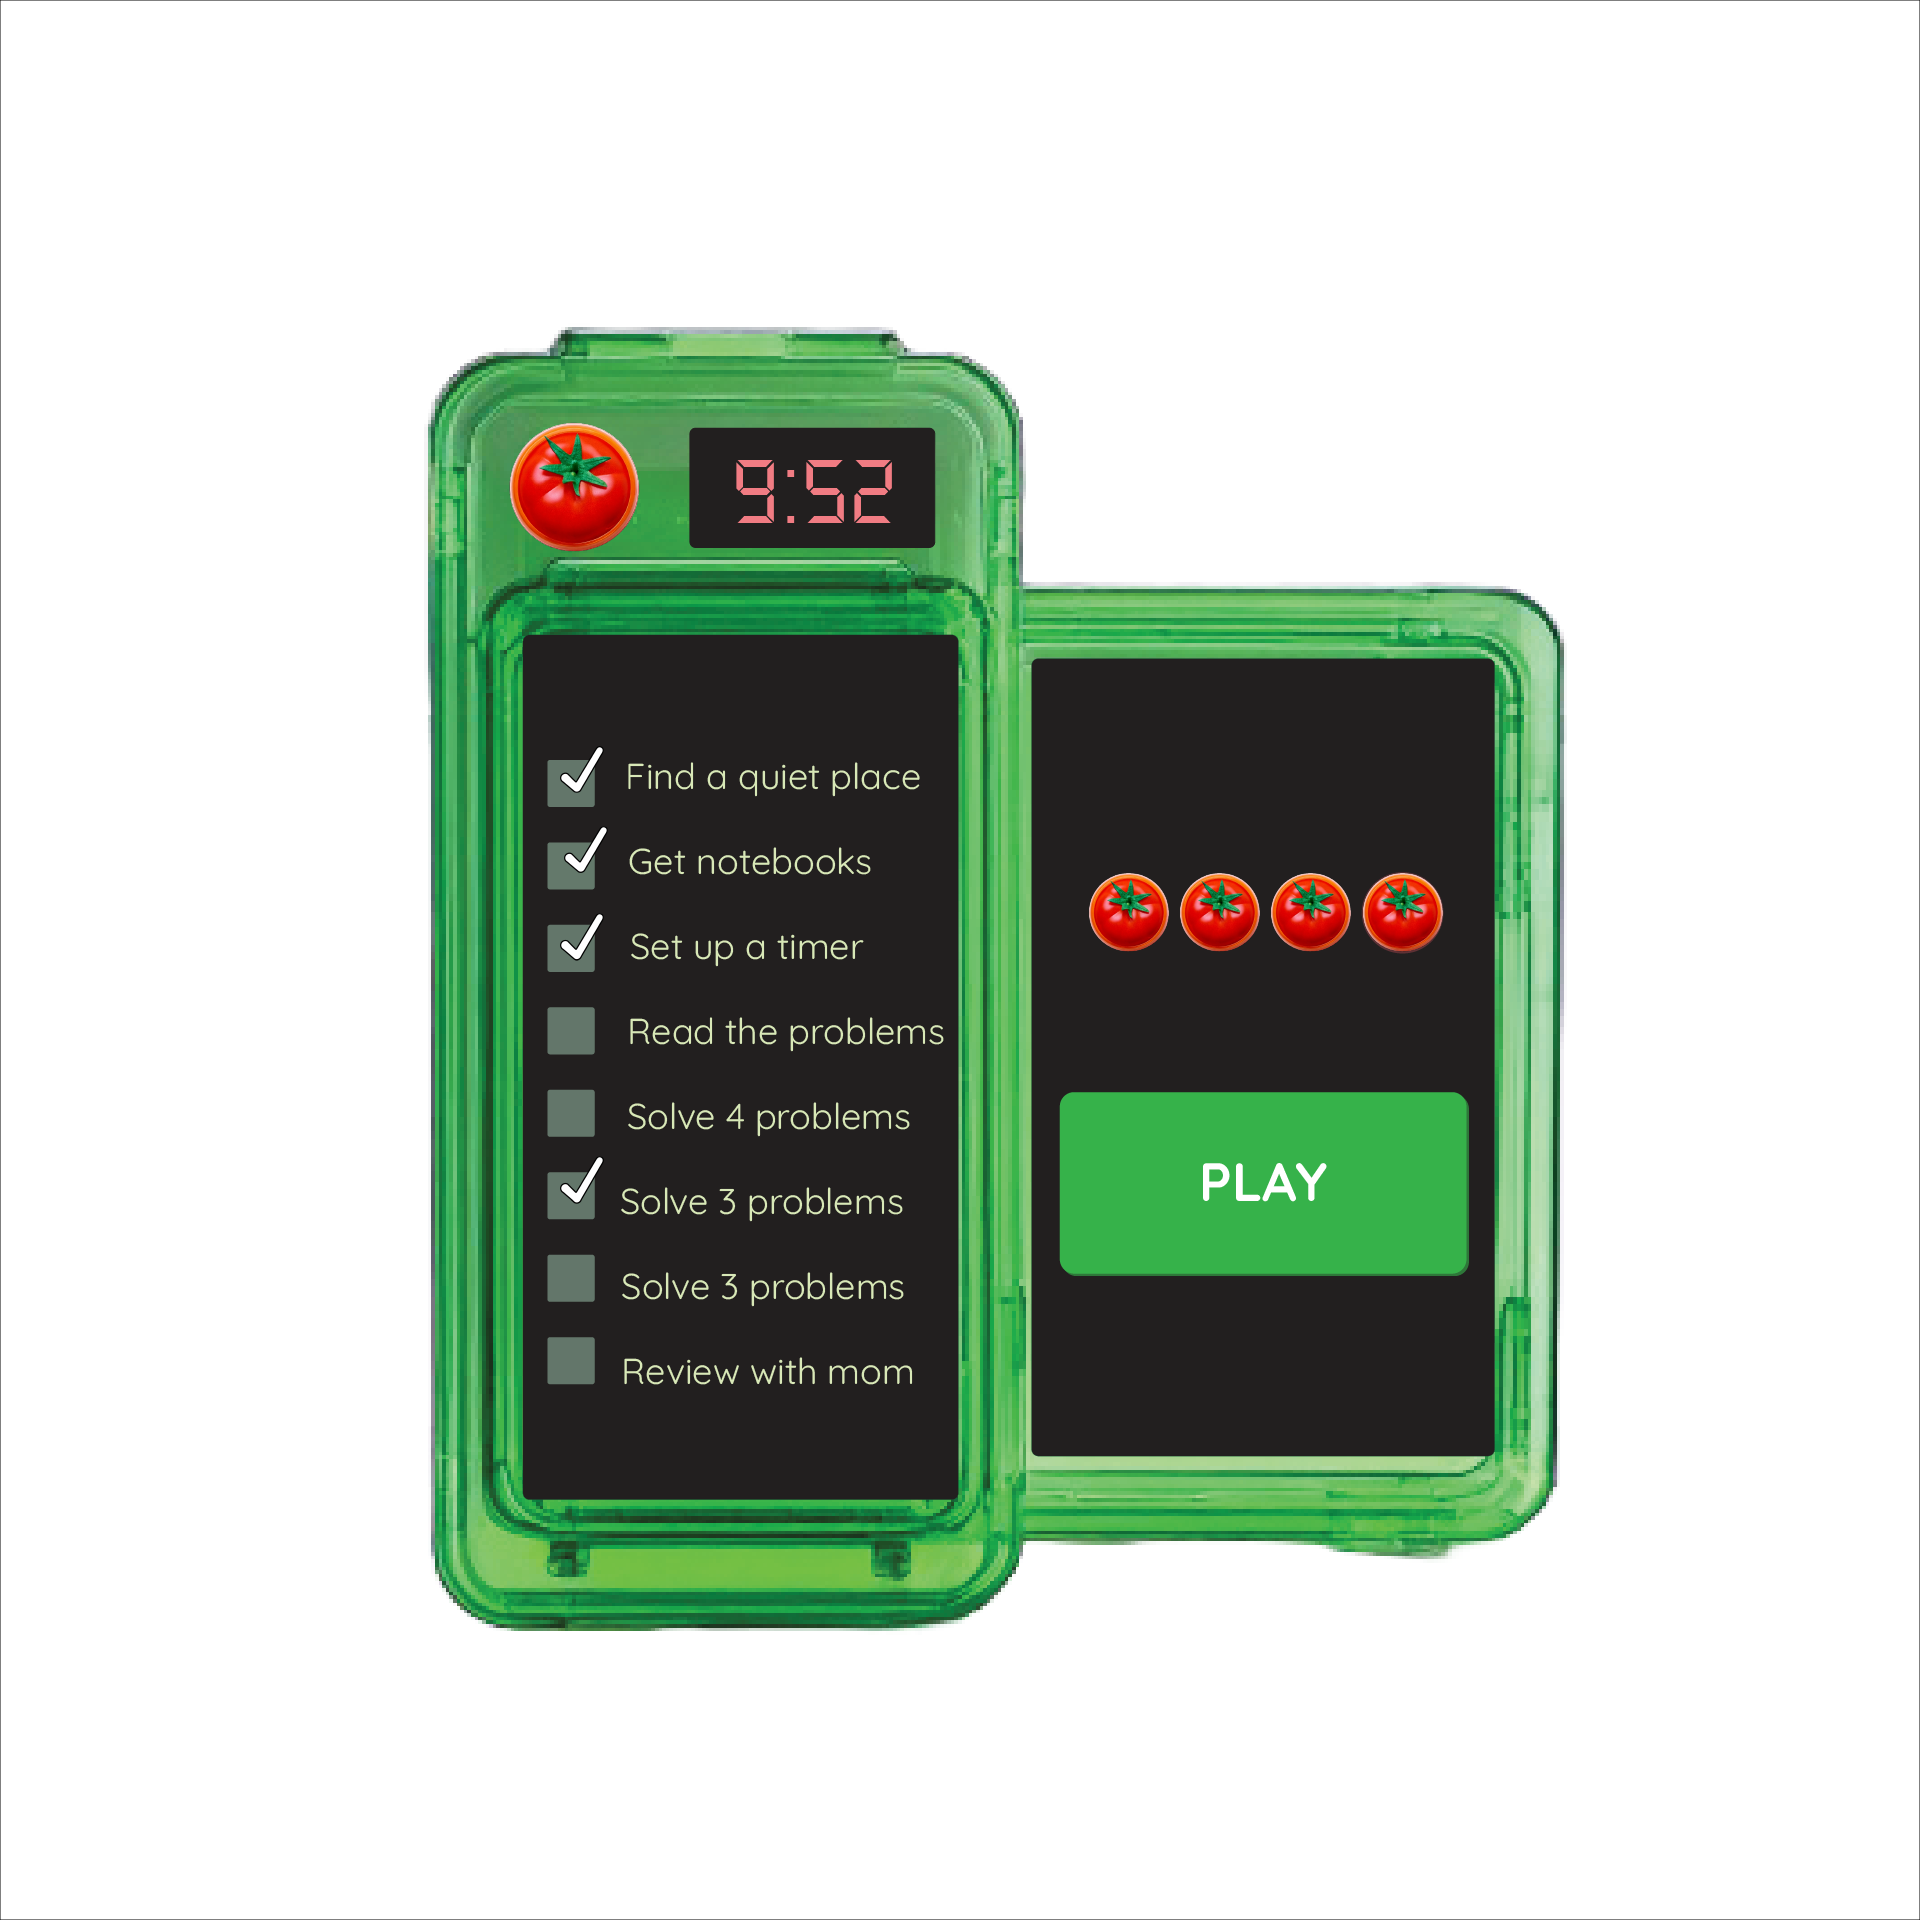 9:52
Find a quiet place
Get notebooks
Set up a timer
Read the problems
Solve 4 problems
Solve 3 problems
Solve 3 problems
Review with mom
PLAY